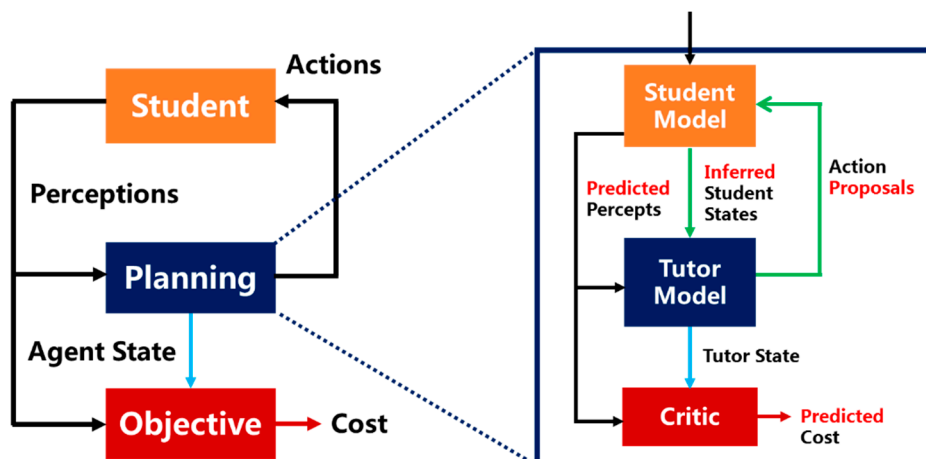 Actions
Student
Perceptions
Planning
Agent State
Objective
Cost
Student
Model
Predicted
Percepts
Inferred
Student
States
Action
Proposals
Tutor
Model
Tutor State
Critic
Predicted
Cost